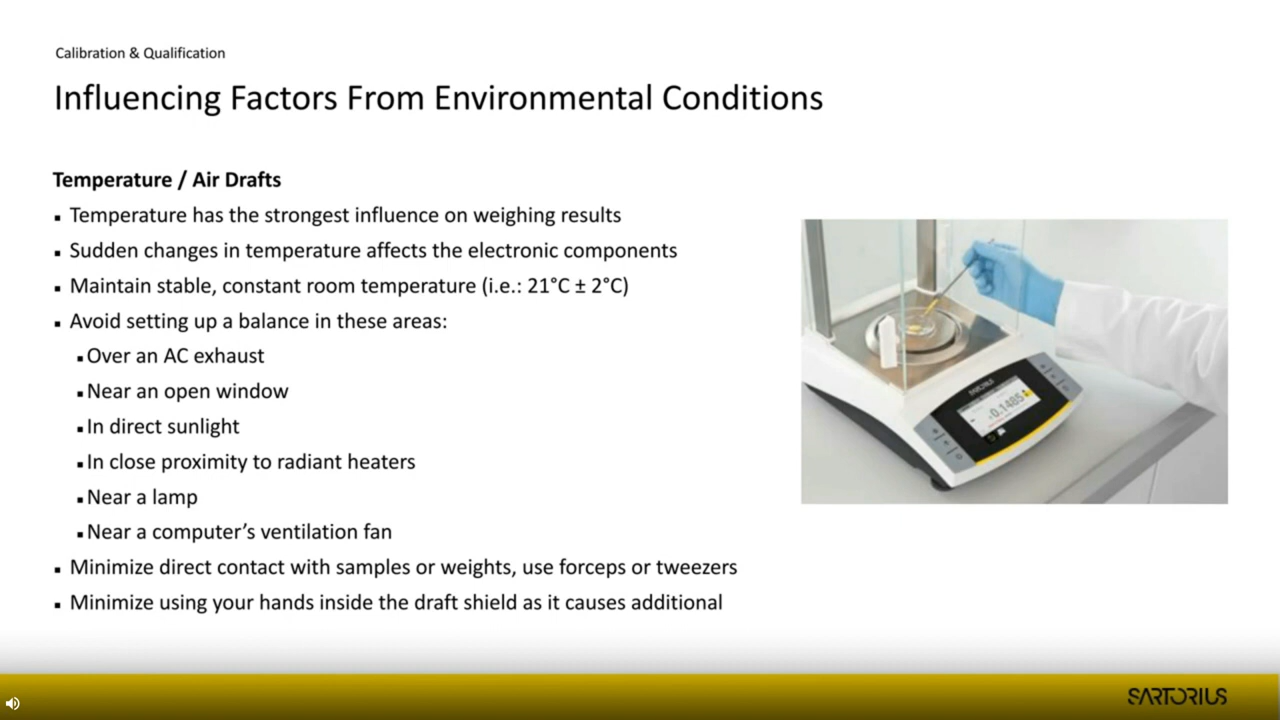 Calibration & Qualification
Influencing Factors From Environmental Conditions
Temperature / Air Drafts
▪ Temperature has the strongest influence on weighing results
▪ Sudden changes in temperature affects the electronic components
▪ Maintain stable, constant room temperature (i.e.: 21°C ± 2°C)
▪ Avoid setting up a balance in these areas:
▪ Over an AC exhaust
▪ Near an open window
▪ In direct sunlight
▪ In close proximity to radiant heaters
▪ Near a lamp
▪ Near a computer’s ventilation fan
▪ Minimize direct contact with samples or weights, use forceps or tweezers
▪ Minimize using your hands inside the draft shield as it causes additional
SARTORIUS
SARTORIUS